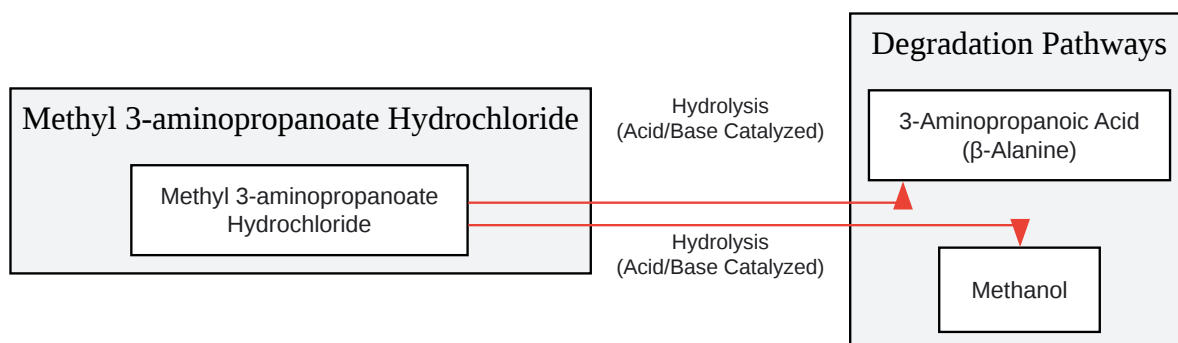 Degradation Pathways
Methyl 3-aminopropanoate Hydrochloride
Hydrolysis
(Acid/Base Catalyzed)
3-Aminopropanoic Acid
(β-Alanine)
Methyl 3-aminopropanoate
Hydrochloride
Hydrolysis
(Acid/Base Catalyzed)
Methanol